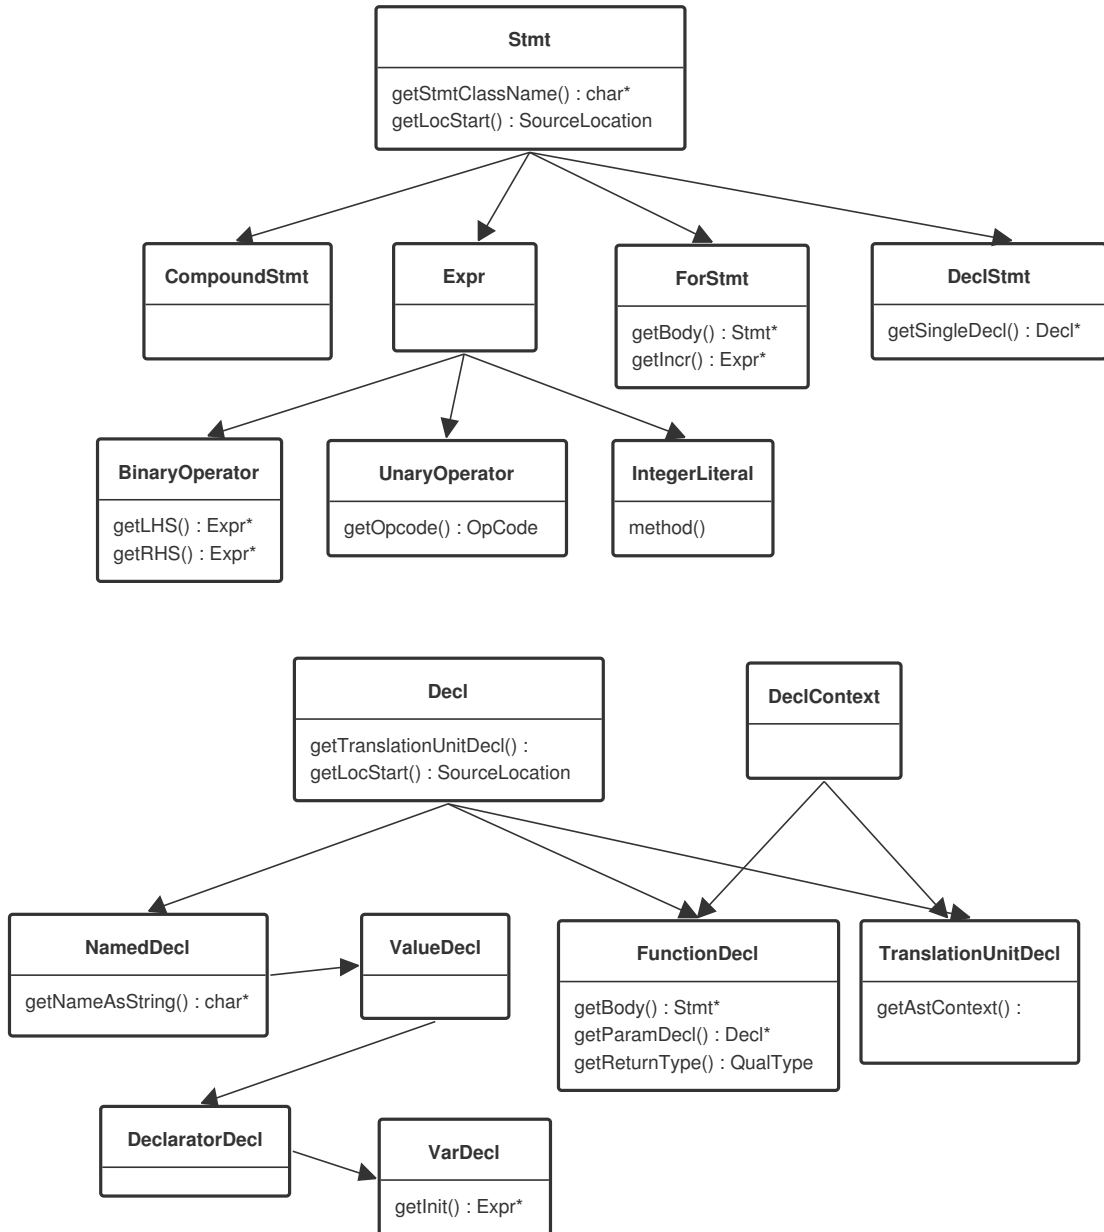 Stmt
getStmtClassName() : char*
getLocStart() : SourceLocation
CompoundStmt
Expr
ForStmt
getBody() : Stmt*
getIncr() : Expr*
DeclStmt
getSingleDecl() : Decl*
BinaryOperator
getLHS() : Expr*
getRHS() : Expr*
UnaryOperator
getOpcode() : OpCode
IntegerLiteral
method()
Decl
getTranslationUnitDecl() :
getLocStart() : SourceLocation
DeclContext
NamedDecl
getNameAsString() : char*
ValueDecl
FunctionDecl
getBody() : Stmt*
getParamDecl() : Decl*
getReturnType() : QualType
TranslationUnitDecl
getAstContext() :
DeclaratorDecl
VarDecl
getInit() : Expr*